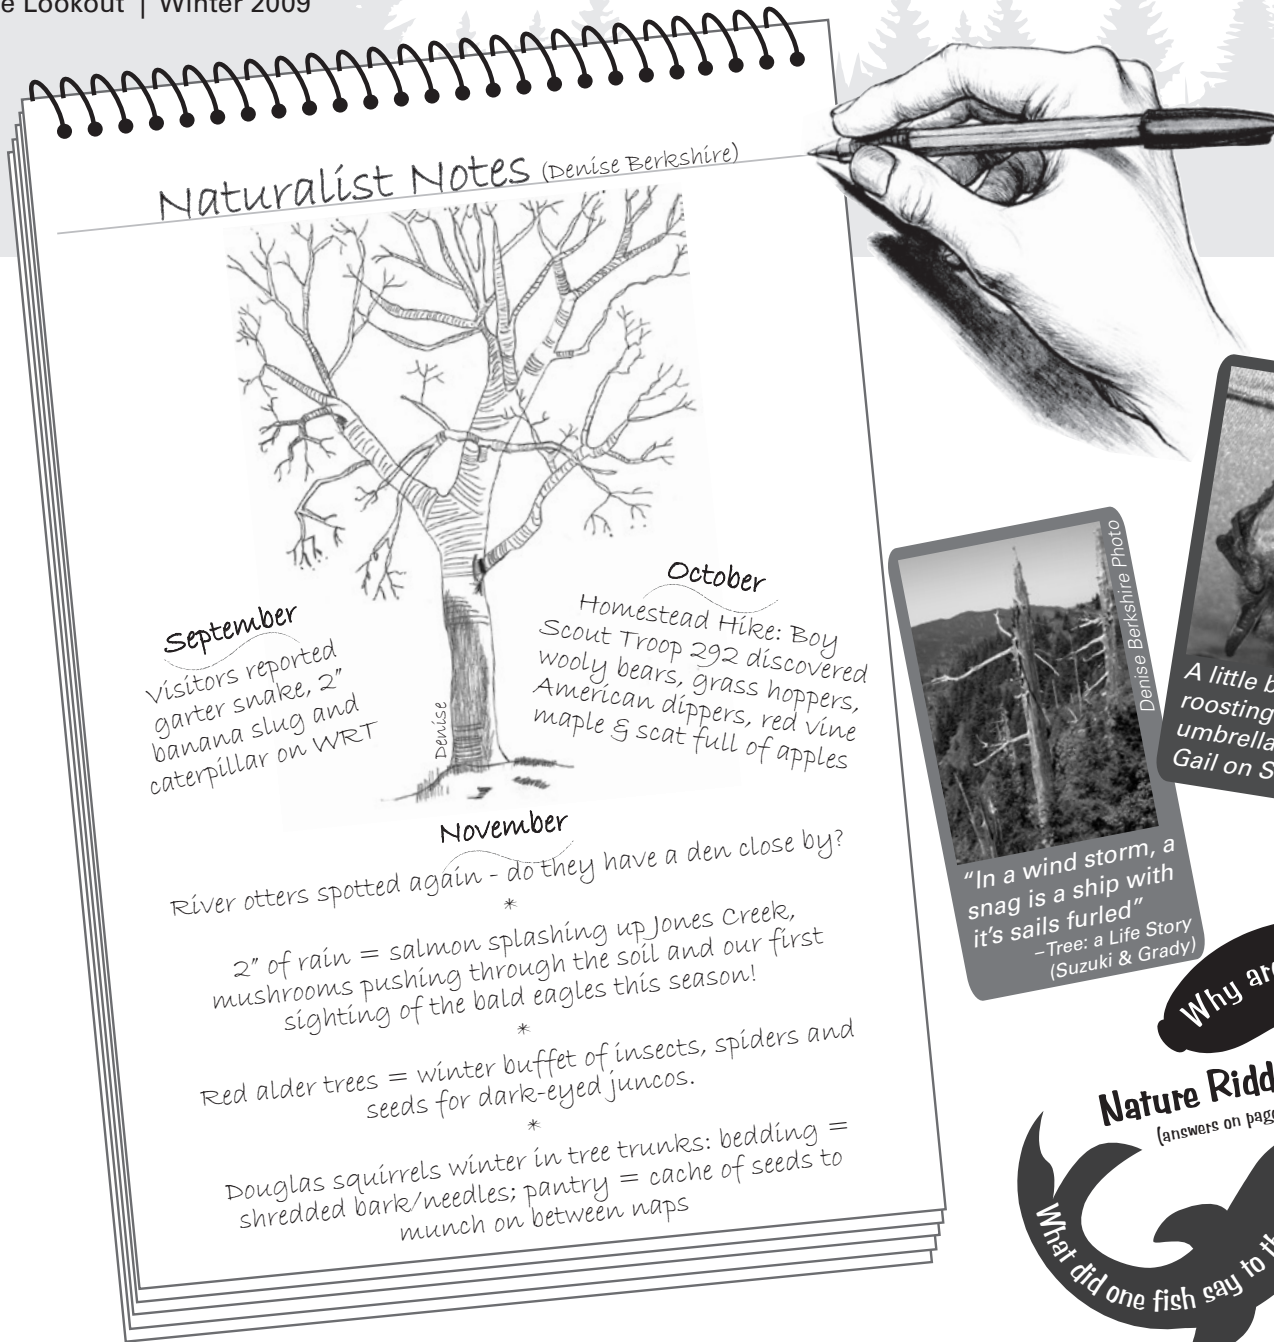 e Lookout | Winter 2009
Naturalist Notes (Denise Berkshire)
September
Visitors reported
garter snake, 2"
banana slug and
caterpillar on WRT
Denise
October
Homestead Hike: Boy
Scout Troop 292 discovered
wooly bears, grass hoppers,
American dippers, red vine
maple & scat full of apples
November
River otters spotted again - do they have a den close by?
*
2" of rain = salmon splashing up Jones Creek,
mushrooms pushing through the soil and our first
sighting of the bald eagles this season!
*
Red alder trees = winter buffet of insects, spiders and
seeds for dark-eyed juncos.
*
Douglas squirrels winter in tree trunks: bedding =
shredded bark/needles; pantry = cache of seeds to
munch on between naps
Denise Berkshire Photo
"In a wind storm, a
snag is a ship with
it's sails furled"
–Tree: a Life Story
(Suzuki & Grady)
A little b
roosting
umbrella
Gail on S
Why are
Nature Ridd
(answers on page
What did one fish say to th